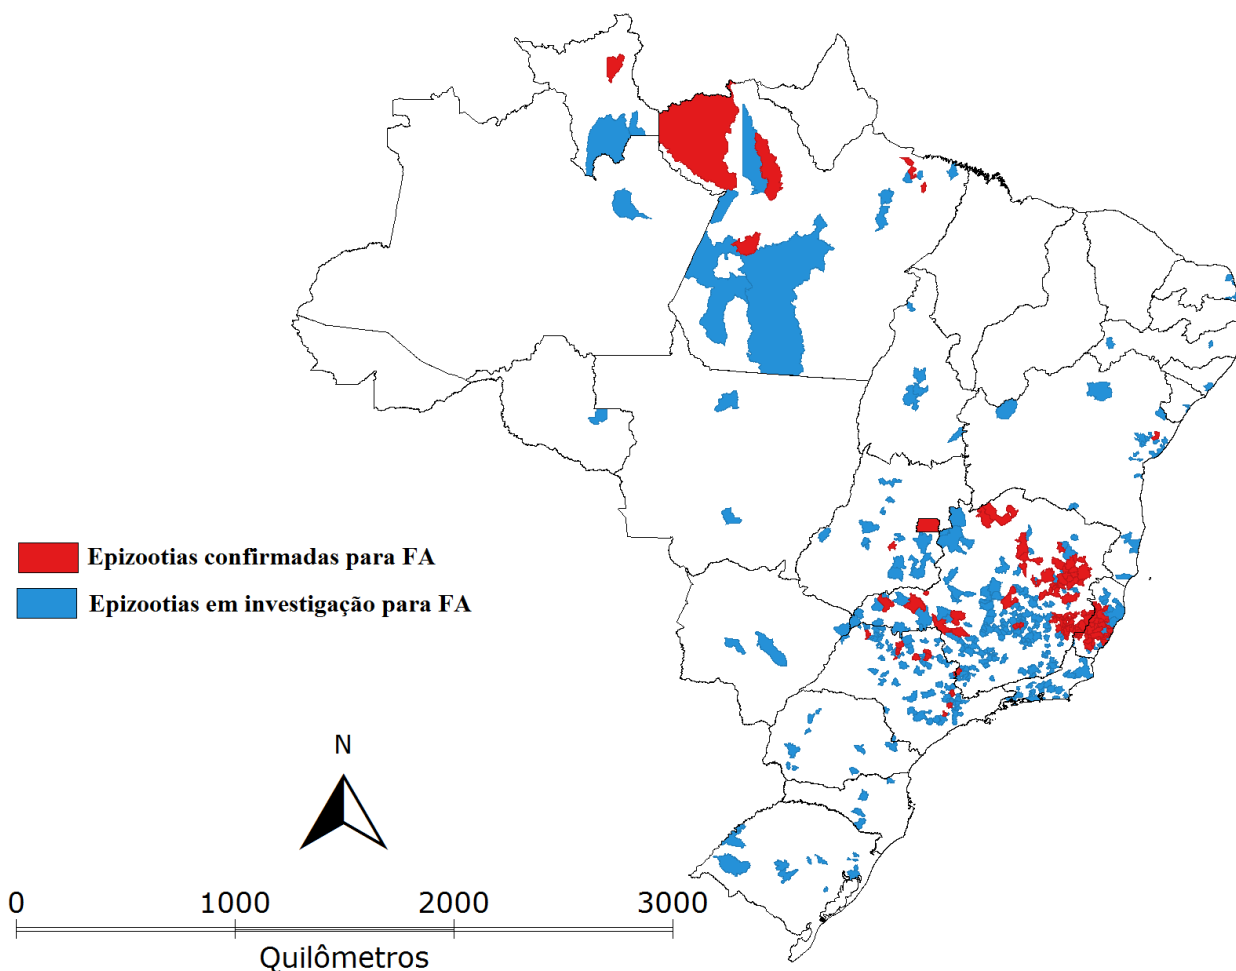 Epizootias confirmadas para FA
Epizootias em investigação para FA
N
0 1000 2000 3000
Quilômetros